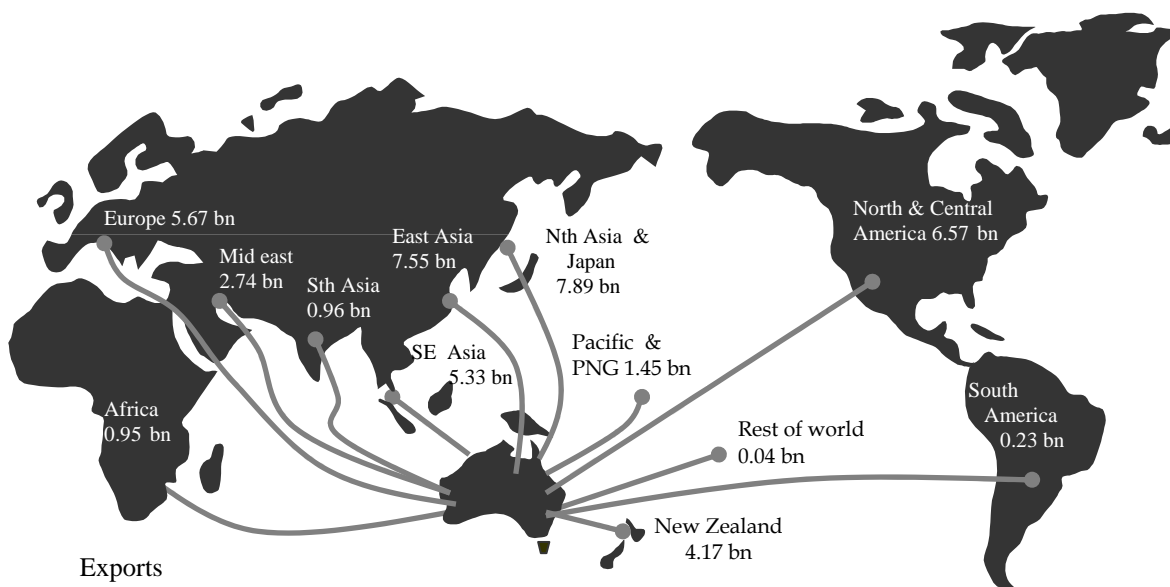 Europe 5.67 bn
Mid east
2.74 bn
Sth Asia
0.96 bn
East Asia
7.55 bn
Nth Asia &
Japan
7.89 bn
North & Central
America 6.57 bn
SE Asia
5.33 bn
Pacific &
PNG 1.45 bn
Africa
0.95 bn
South
America
0.23 bn
Rest of world
0.04 bn
New Zealand
4.17 bn
Exports